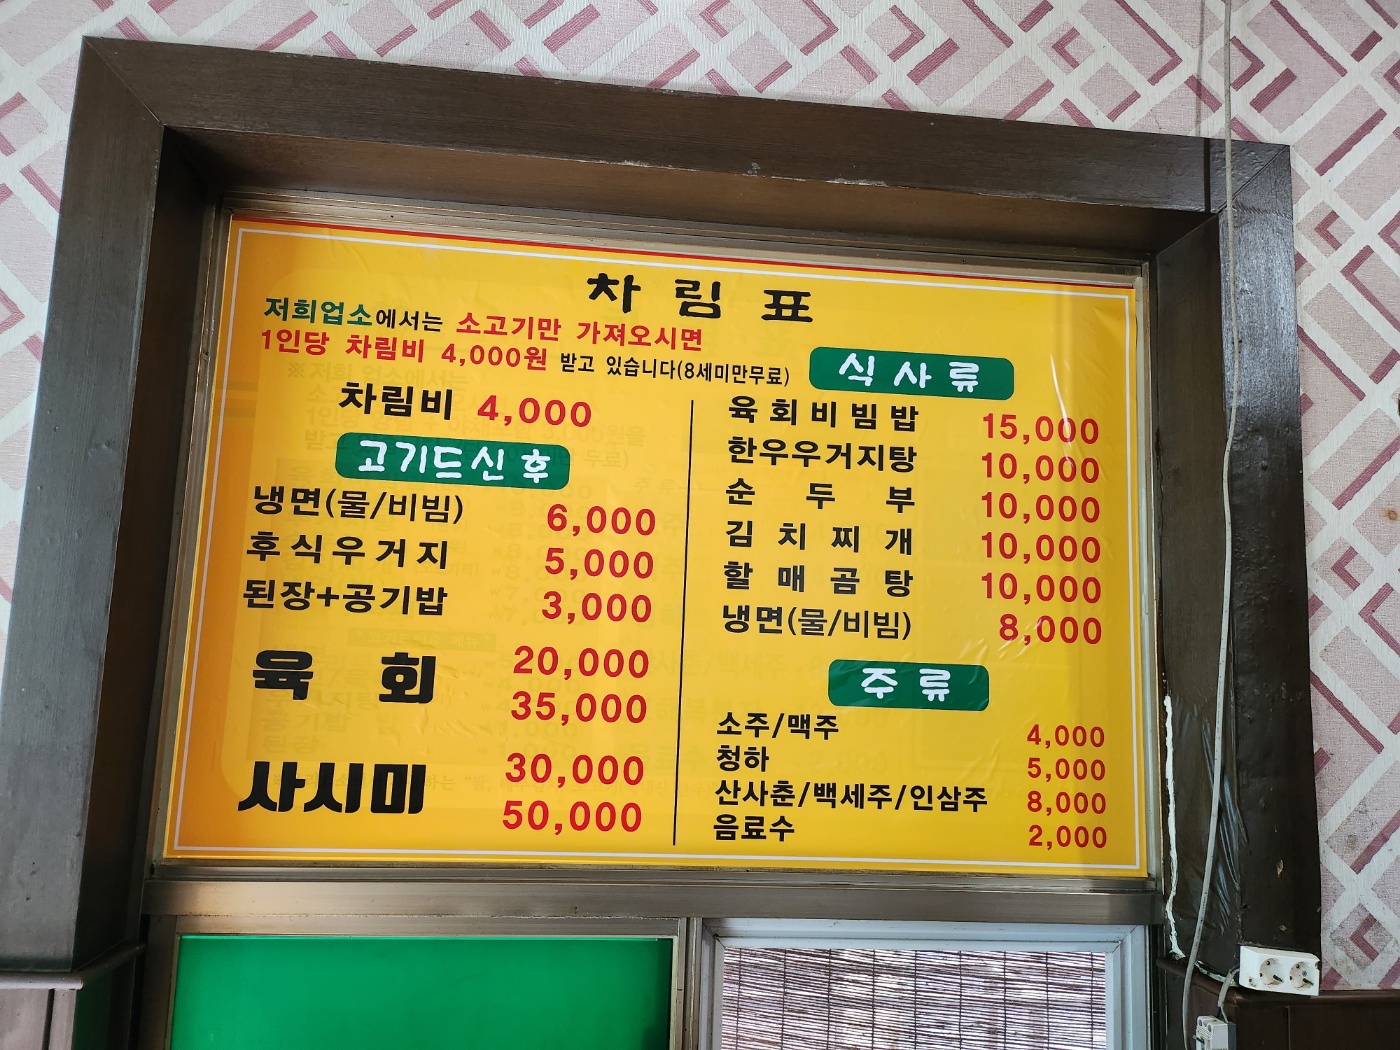 차림표
저희업소에서는 소고기만 가져오시면
1인당 차림비 4,000원 받고 있습니다(8세미만무료)
차림비 4,000
고기드신후
냉면(물/비빔) 6,000
후식우거지 5,000
된장+공기밥 3,000
육회 20,000
35,000
사시미 30,000
50,000
식사류
육회비빔밥 15,000
한우우거지탕 10,000
순두부 10,000
김치찌개 10,000
할매곰탕 10,000
냉면(물/비빔) 8,000
주류
소주/맥주 4,000
청하 5,000
산사춘/백세주/인삼주 8,000
음료수 2,000